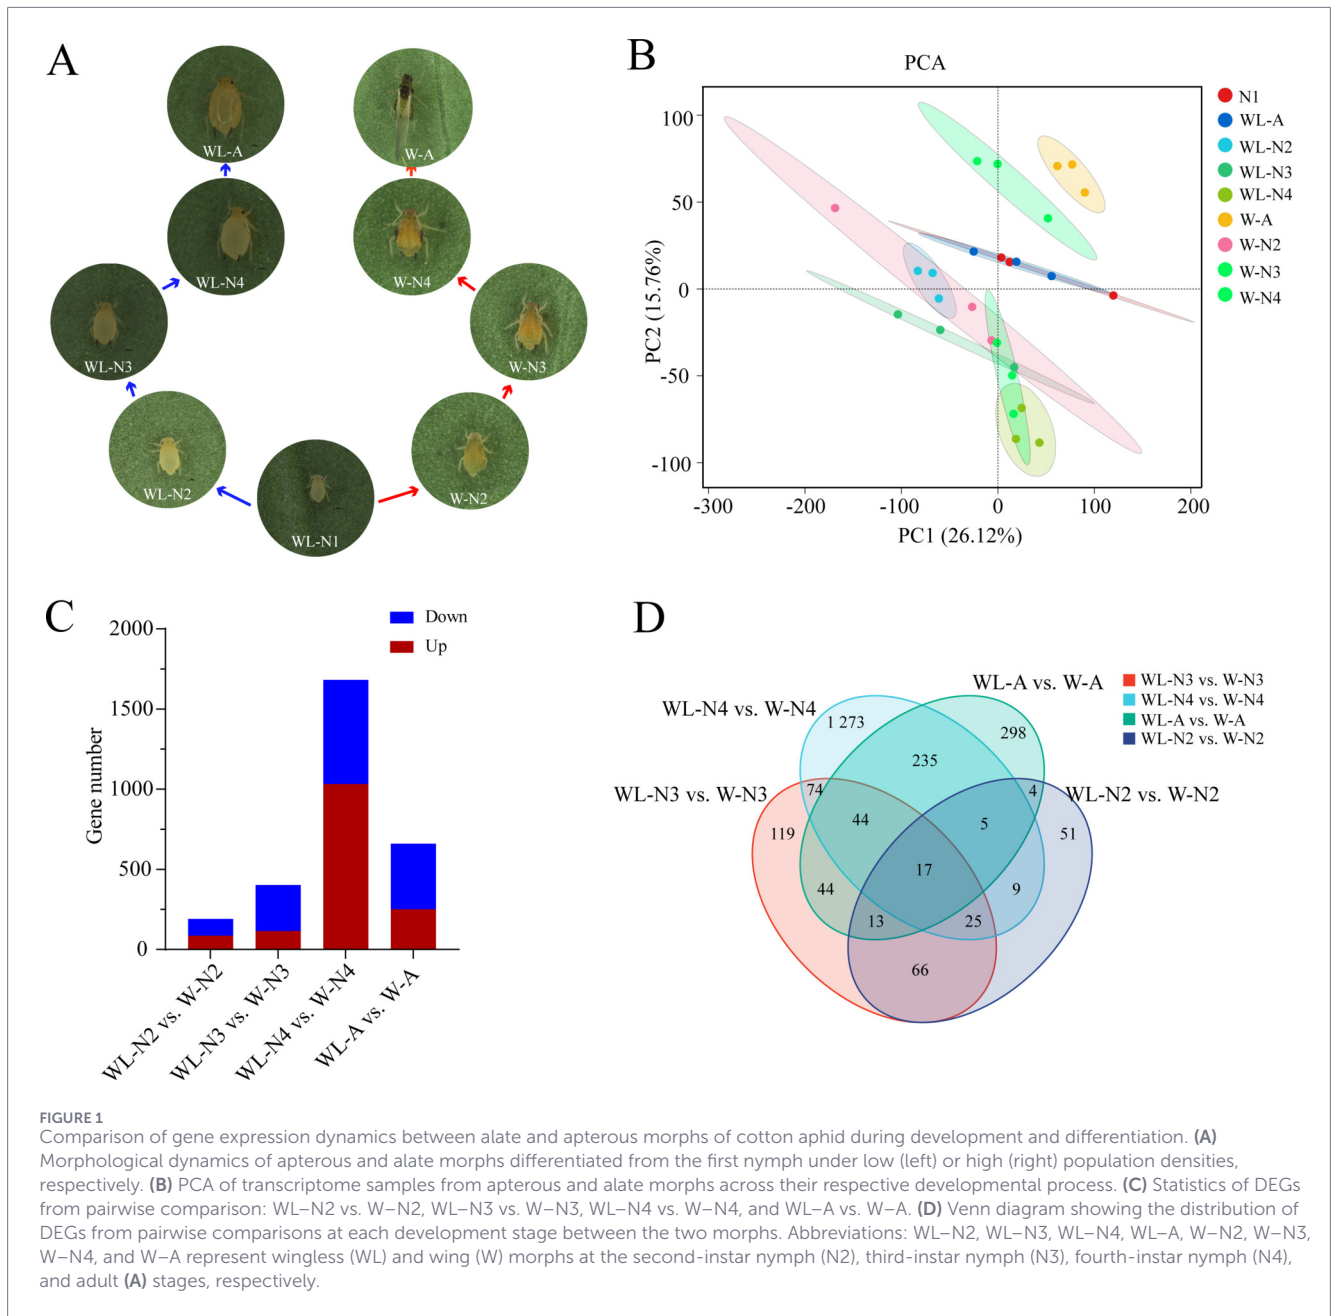 A
WL-A
W-A
WL-N4
W-N4
WL-N3
W-N3
WL-N2
W-N2
WL-N1
B
PCA
100
50
0
-50
-100
PC2 (15.76%)
-300
-200
-100
0
100
200
PC1 (26.12%)
N1
WL-A
WL-N2
WL-N3
WL-N4
W-A
W-N2
W-N3
W-N4
C
Down
Up
2000
1500
1000
500
0
Gene number
WL-N2 vs. W-N2
WL-N3 vs. W-N3
WL-N4 vs. W-N4
WL-A vs. W-A
D
WL-A vs. W-A
WL-N4 vs. W-N4
WL-N3 vs. W-N3
WL-N2 vs. W-N2
WL-N3 vs. W-N3
WL-N4 vs. W-N4
WL-A vs. W-A
WL-N2 vs. W-N2
1 273
298
235
74
4
119
44
5
51
17
44
9
13
25
66
FIGURE 1
Comparison of gene expression dynamics between alate and apterous morphs of cotton aphid during development and differentiation. (A)
Morphological dynamics of apterous and alate morphs differentiated from the first nymph under low (left) or high (right) population densities,
respectively. (B) PCA of transcriptome samples from apterous and alate morphs across their respective developmental process. (C) Statistics of DEGs
from pairwise comparison: WL–N2 vs. W–N2, WL–N3 vs. W–N3, WL–N4 vs. W–N4, and WL–A vs. W–A. (D) Venn diagram showing the distribution of
DEGs from pairwise comparisons at each development stage between the two morphs. Abbreviations: WL–N2, WL–N3, WL–N4, WL–A, W–N2, W–N3,
W–N4, and W–A represent wingless (WL) and wing (W) morphs at the second-instar nymph (N2), third-instar nymph (N3), fourth-instar nymph (N4),
and adult (A) stages, respectively.